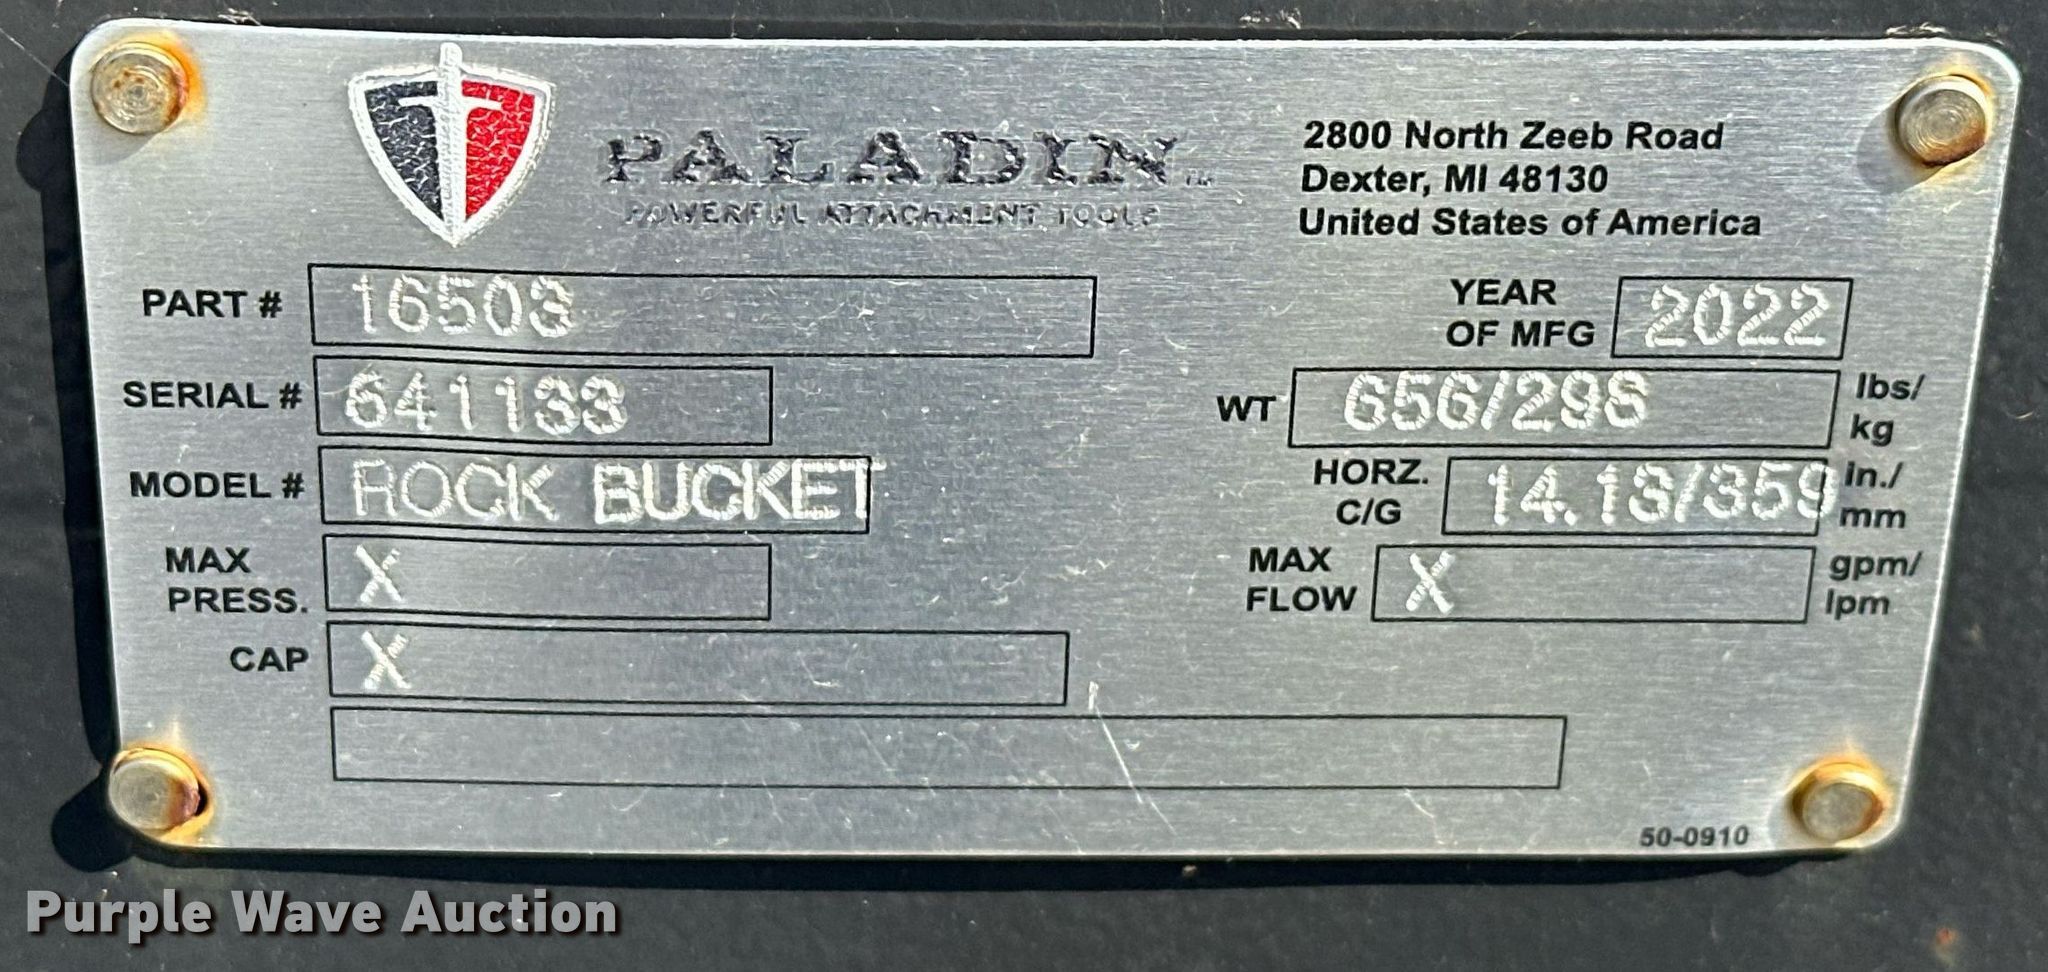 PALADIN™
POWERFUL ATTACHMENT TOOLS
2800 North Zeeb Road
Dexter, MI 48130
United States of America
PART # 16503
YEAR OF MFG 2022
SERIAL # 641133
WT 656/298 lbs/kg
MODEL # ROCK BUCKET
HORZ. C/G 14.13/359 in./mm
MAX PRESS. X
MAX FLOW X gpm/lpm
CAP X
50-0910
Purple Wave Auction